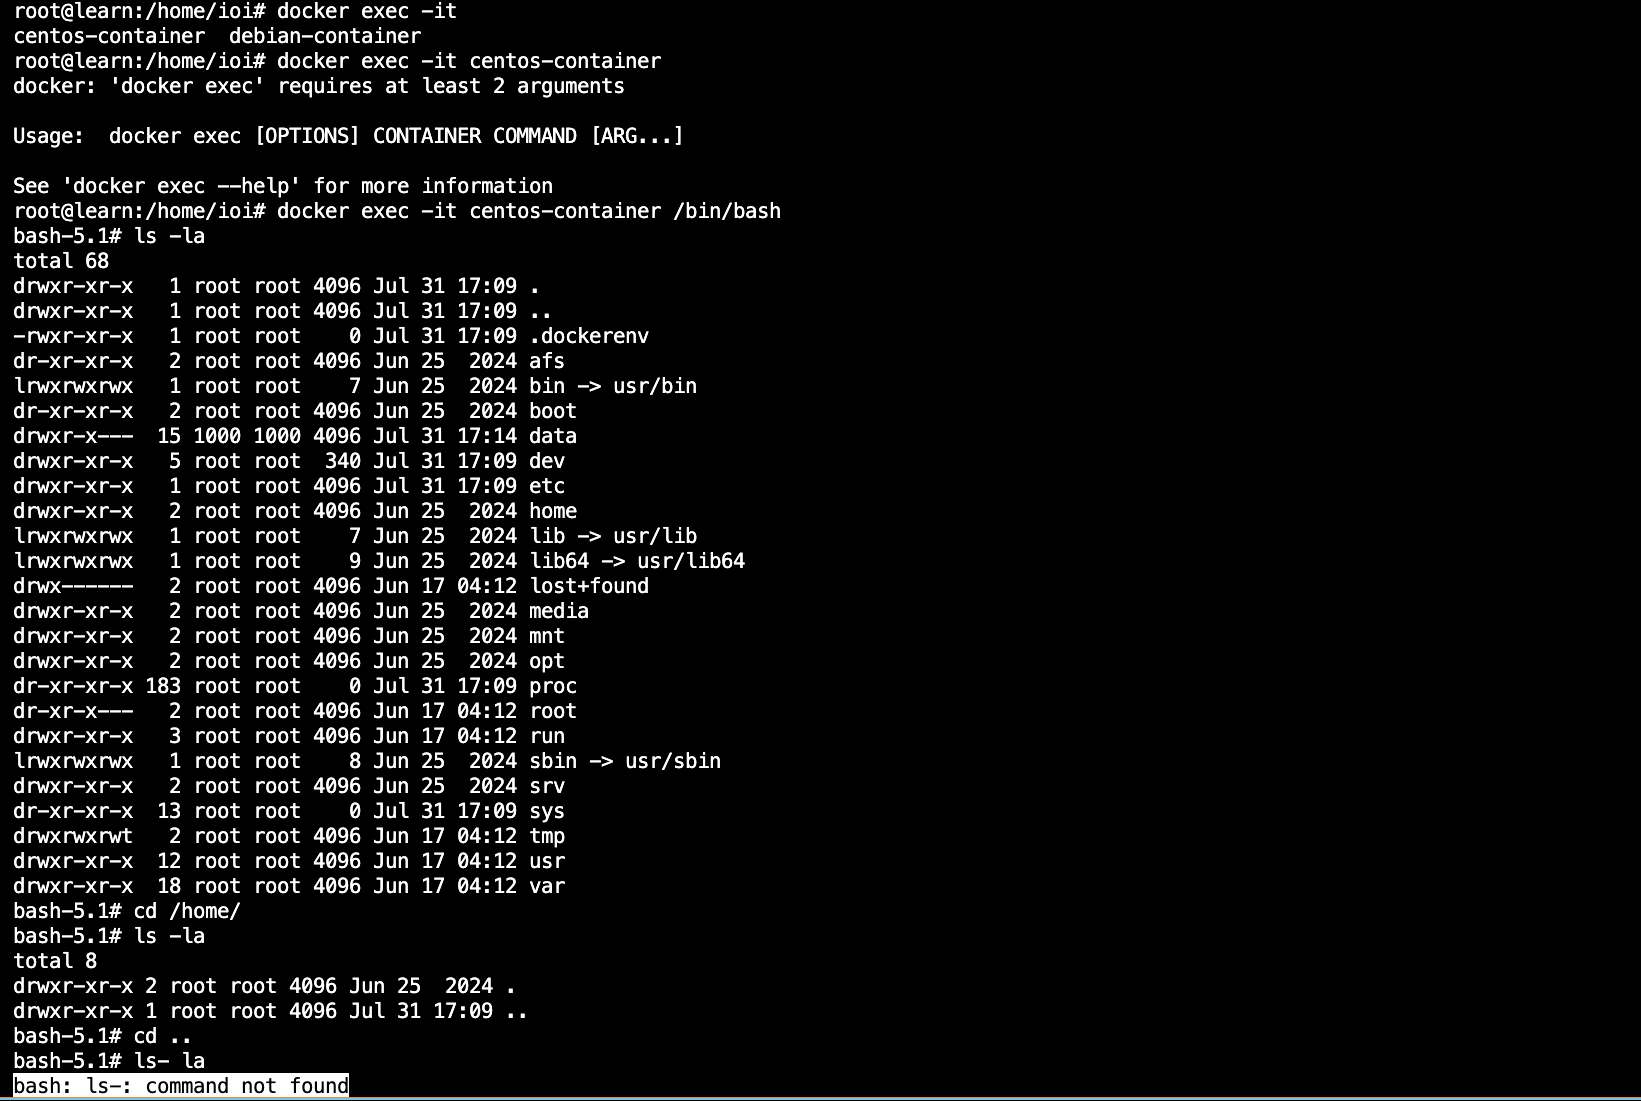 root@learn:/home/ioi# docker exec -it
centos-container  debian-container
root@learn:/home/ioi# docker exec -it centos-container
docker: 'docker exec' requires at least 2 arguments

Usage:  docker exec [OPTIONS] CONTAINER COMMAND [ARG...]

See 'docker exec --help' for more information
root@learn:/home/ioi# docker exec -it centos-container /bin/bash
bash-5.1# ls -la
total 68
drwxr-xr-x   1 root root 4096 Jul 31 17:09 .
drwxr-xr-x   1 root root 4096 Jul 31 17:09 ..
-rwxr-xr-x   1 root root    0 Jul 31 17:09 .dockerenv
dr-xr-xr-x   2 root root 4096 Jun 25  2024 afs
lrwxrwxrwx   1 root root    7 Jun 25  2024 bin -> usr/bin
dr-xr-xr-x   2 root root 4096 Jun 25  2024 boot
drwxr-x---  15 1000 1000 4096 Jul 31 17:14 data
drwxr-xr-x   5 root root  340 Jul 31 17:09 dev
drwxr-xr-x   1 root root 4096 Jul 31 17:09 etc
drwxr-xr-x   2 root root 4096 Jun 25  2024 home
lrwxrwxrwx   1 root root    7 Jun 25  2024 lib -> usr/lib
lrwxrwxrwx   1 root root    9 Jun 25  2024 lib64 -> usr/lib64
drwx------   2 root root 4096 Jun 17 04:12 lost+found
drwxr-xr-x   2 root root 4096 Jun 25  2024 media
drwxr-xr-x   2 root root 4096 Jun 25  2024 mnt
drwxr-xr-x   2 root root 4096 Jun 25  2024 opt
dr-xr-xr-x 183 root root    0 Jul 31 17:09 proc
dr-xr-x---   2 root root 4096 Jun 17 04:12 root
drwxr-xr-x   3 root root 4096 Jun 17 04:12 run
lrwxrwxrwx   1 root root    8 Jun 25  2024 sbin -> usr/sbin
drwxr-xr-x   2 root root 4096 Jun 25  2024 srv
dr-xr-xr-x  13 root root    0 Jul 31 17:09 sys
drwxrwxrwt   2 root root 4096 Jun 17 04:12 tmp
drwxr-xr-x  12 root root 4096 Jun 17 04:12 usr
drwxr-xr-x  18 root root 4096 Jun 17 04:12 var
bash-5.1# cd /home/
bash-5.1# ls -la
total 8
drwxr-xr-x 2 root root 4096 Jun 25  2024 .
drwxr-xr-x 1 root root 4096 Jul 31 17:09 ..
bash-5.1# cd ..
bash-5.1# ls- la
bash: ls-: command not found